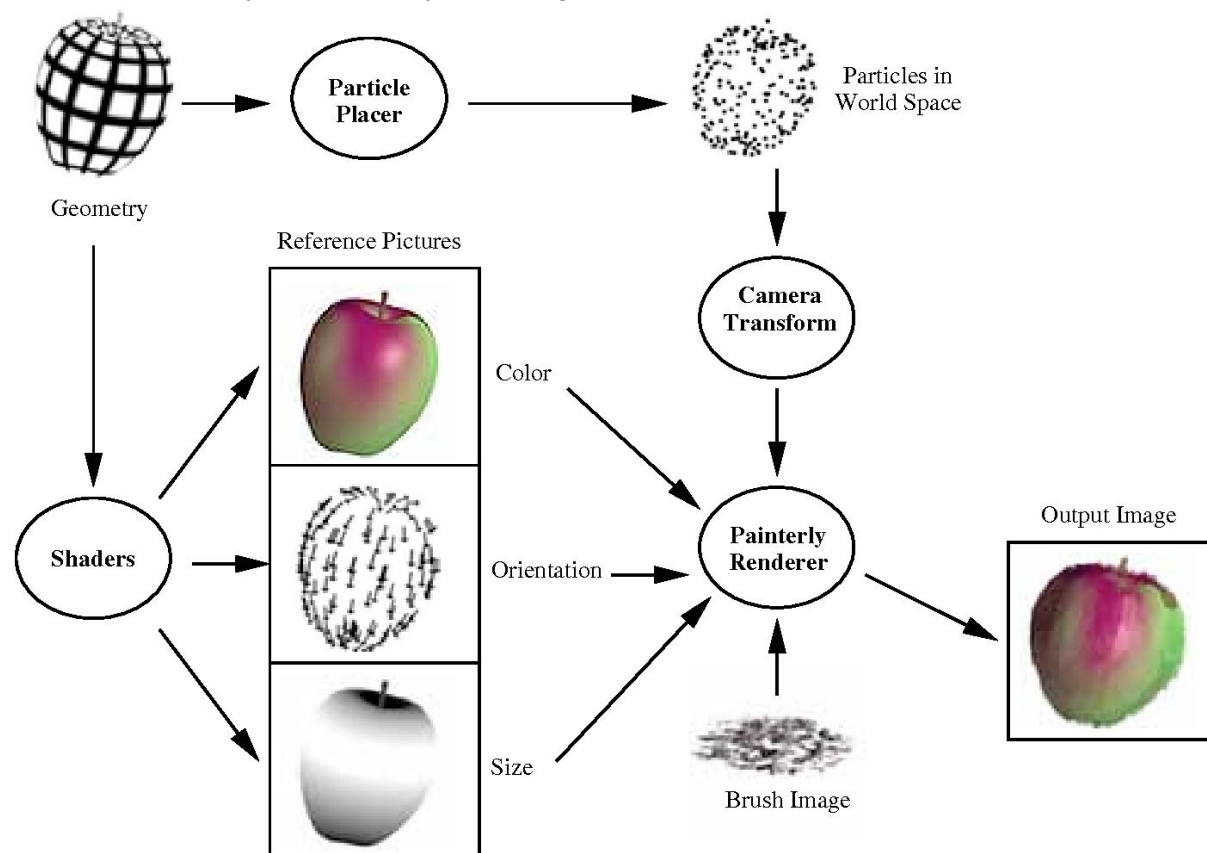 Particle
Placer
Particles in
World Space
Geometry
Reference Pictures
Camera
Transform
Color
Shaders
Orientation
Painterly
Renderer
Output Image
Size
Brush Image